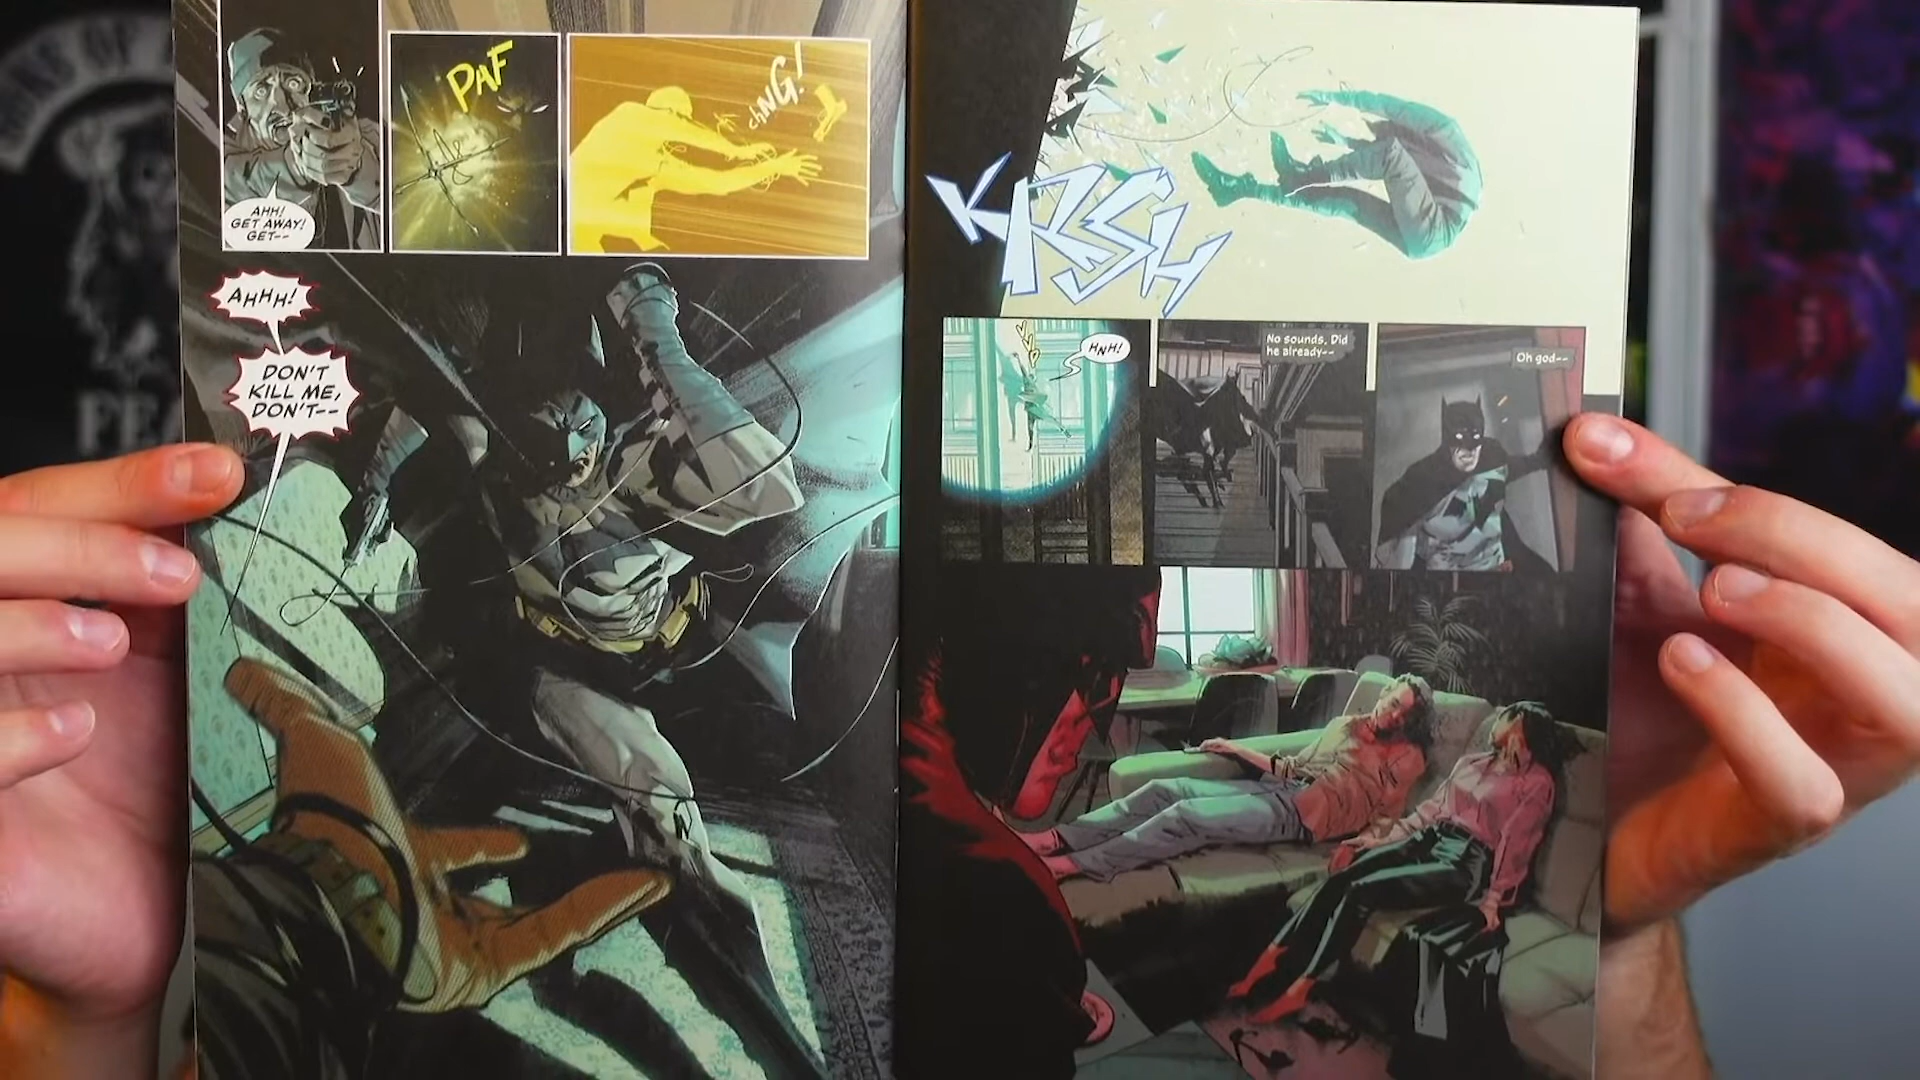 PAF
chNG!
AHH!
GET AWAY!
GET--
AHHH!
DON'T
KILL ME,
DON'T--
KRSH
HNH!
No sounds. Did
he already--
Oh god--